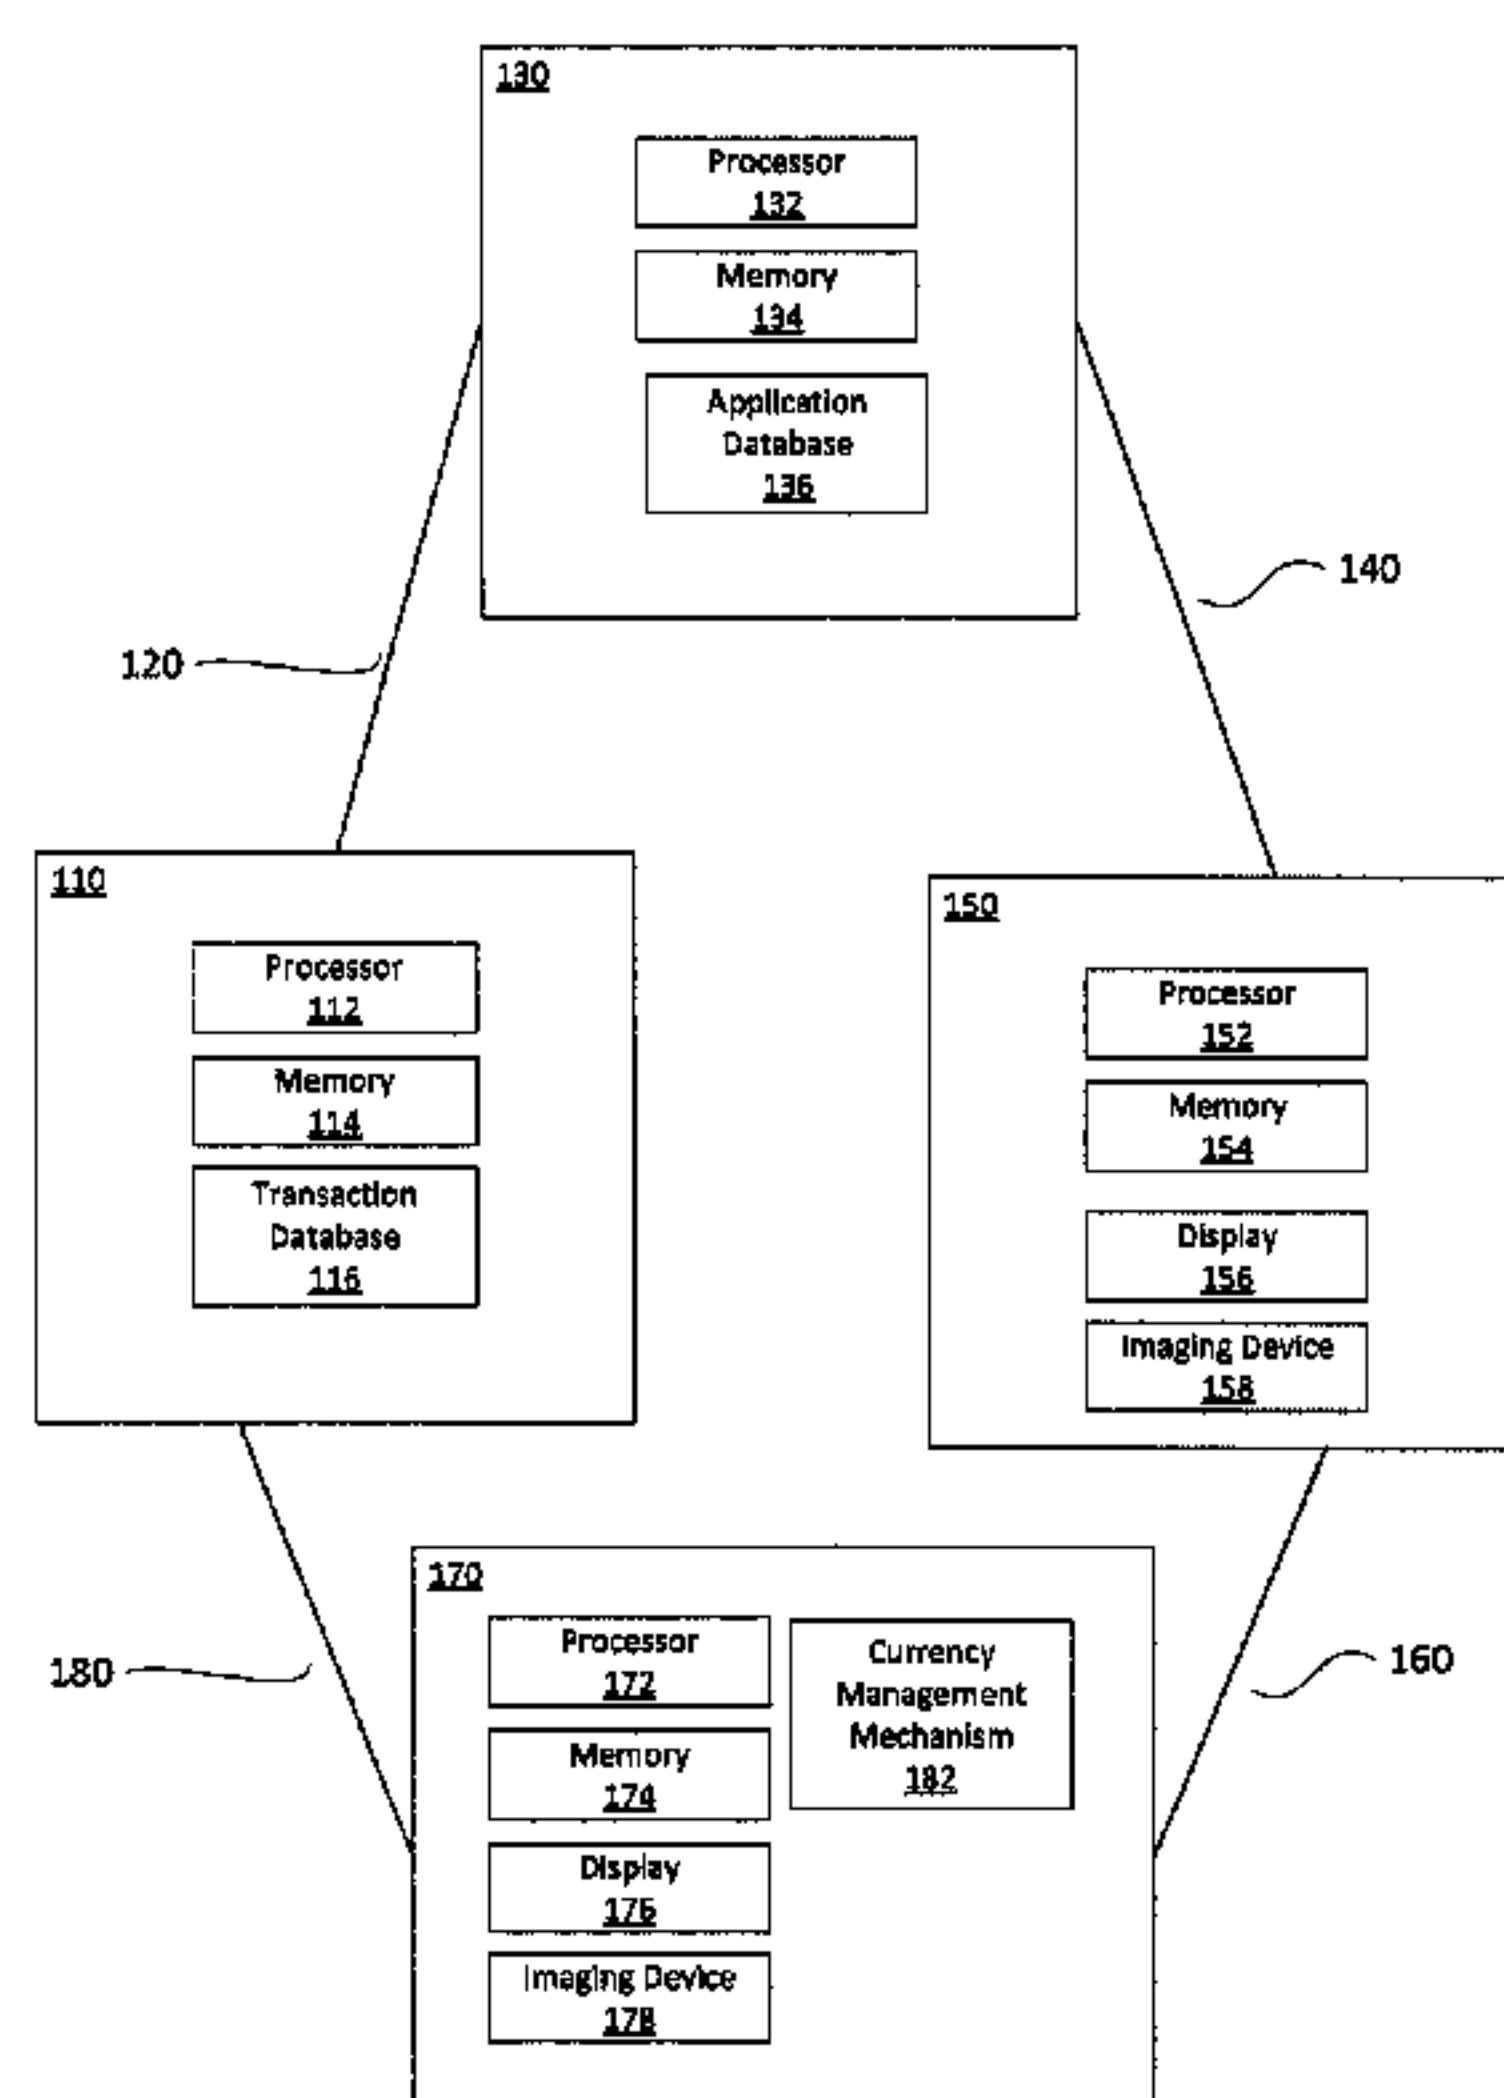 130
Processor
132
Memory
134
Application
Database
136
140
120
110
Processor
112
Memory
114
Transaction
Database
116
150
Processor
152
Memory
154
Display
156
Imaging Device
158
170
Processor
172
Memory
174
Display
176
Imaging Device
178
Currency
Management
Mechanism
182
180
160